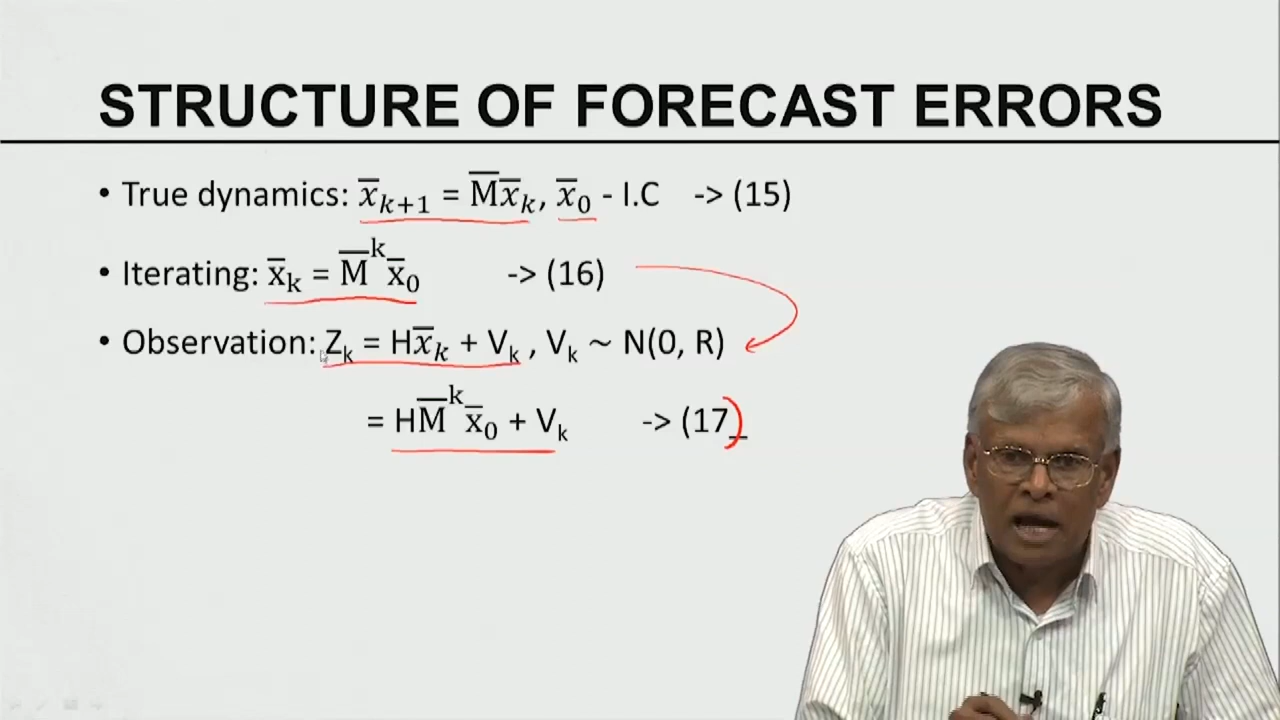 STRUCTURE OF FORECAST ERRORS
• True dynamics: x̅ₖ₊₁ = M̅x̅ₖ, x̅₀ - I.C -> (15)
• Iterating: x̅ₖ = M̅ᵏx̅₀ -> (16)
• Observation: Zₖ = Hx̅ₖ + Vₖ , Vₖ ~ N(0, R)
= HM̅ᵏx̅₀ + Vₖ -> (17_)